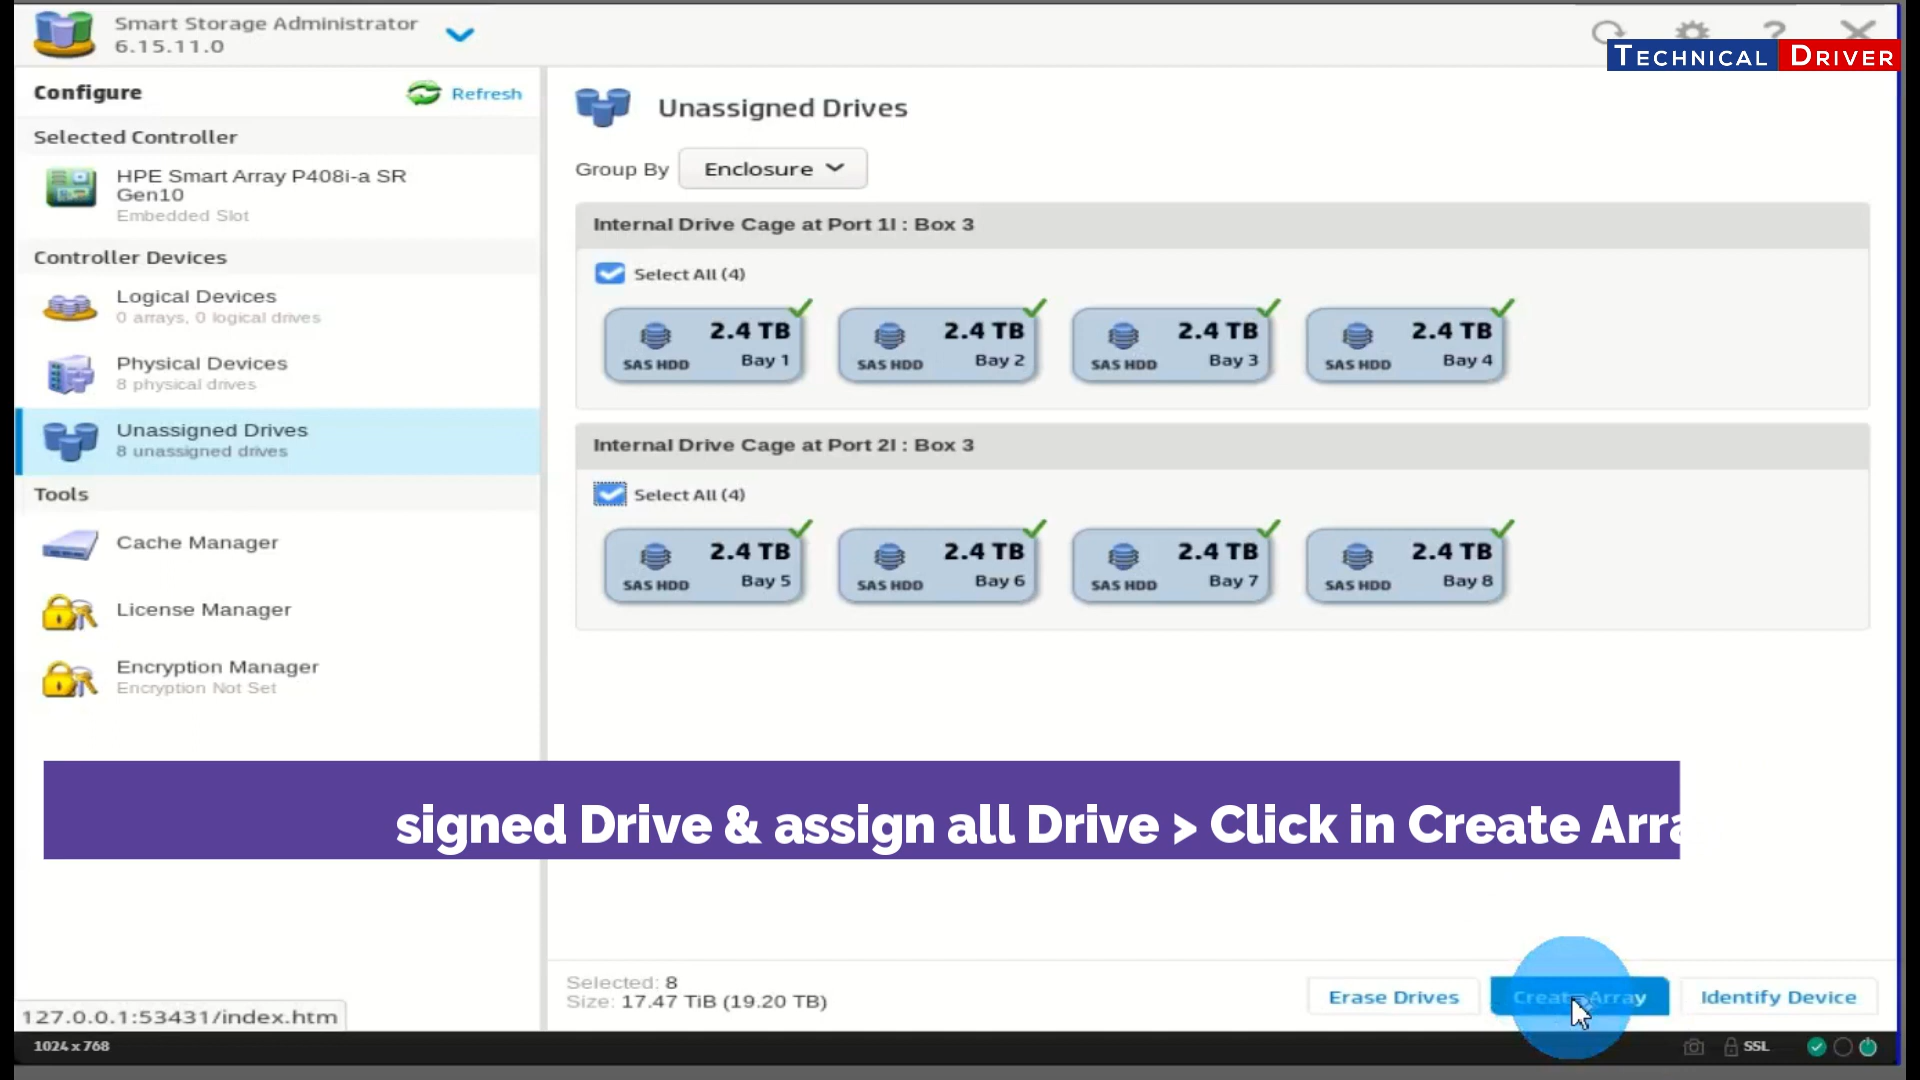 Smart Storage Administrator
6.15.11.0
TECHNICAL DRIVER
Configure
Refresh
Selected Controller
HPE Smart Array P408i-a SR
Gen10
Embedded Slot
Controller Devices
Logical Devices
0 arrays, 0 logical drives
Physical Devices
8 physical drives
Unassigned Drives
8 unassigned drives
Tools
Cache Manager
License Manager
Encryption Manager
Encryption Not Set
Unassigned Drives
Group By Enclosure
Internal Drive Cage at Port 1I : Box 3
Select All (4)
2.4 TB 2.4 TB 2.4 TB 2.4 TB
SAS HDD Bay 1 SAS HDD Bay 2 SAS HDD Bay 3 SAS HDD Bay 4
Internal Drive Cage at Port 2I : Box 3
Select All (4)
2.4 TB 2.4 TB 2.4 TB 2.4 TB
SAS HDD Bay 5 SAS HDD Bay 6 SAS HDD Bay 7 SAS HDD Bay 8
signed Drive & assign all Drive > Click in Create Arra
Selected: 8
Size: 17.47 TiB (19.20 TB)
Erase Drives Create Array Identify Device
127.0.0.1:53431/index.htm
1024 x 768
SSL